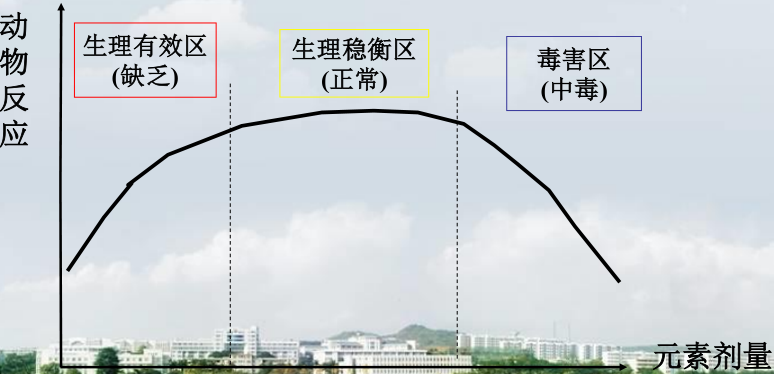 动物反应
生理有效区
(缺乏)
生理稳衡区
(正常)
毒害区
(中毒)
元素剂量